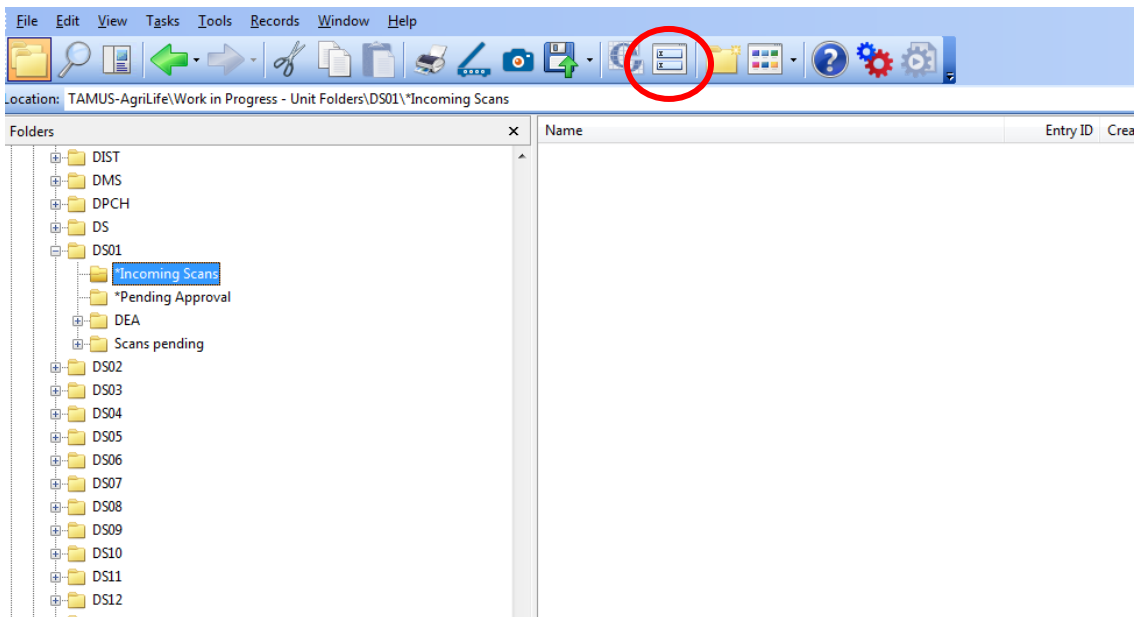 File Edit View Tasks Tools Records Window Help
Location: TAMUS-AgriLife\Work in Progress - Unit Folders\DS01\*Incoming Scans
Folders x Name Entry ID Crea
DIST
DMS
DPCH
DS
DS01
*Incoming Scans
*Pending Approval
DEA
Scans pending
DS02
DS03
DS04
DS05
DS06
DS07
DS08
DS09
DS10
DS11
DS12